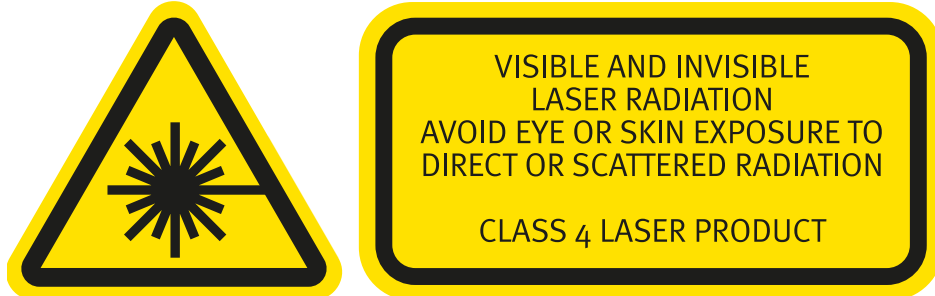 VISIBLE AND INVISIBLE
LASER RADIATION
AVOID EYE OR SKIN EXPOSURE TO
DIRECT OR SCATTERED RADIATION
CLASS 4 LASER PRODUCT